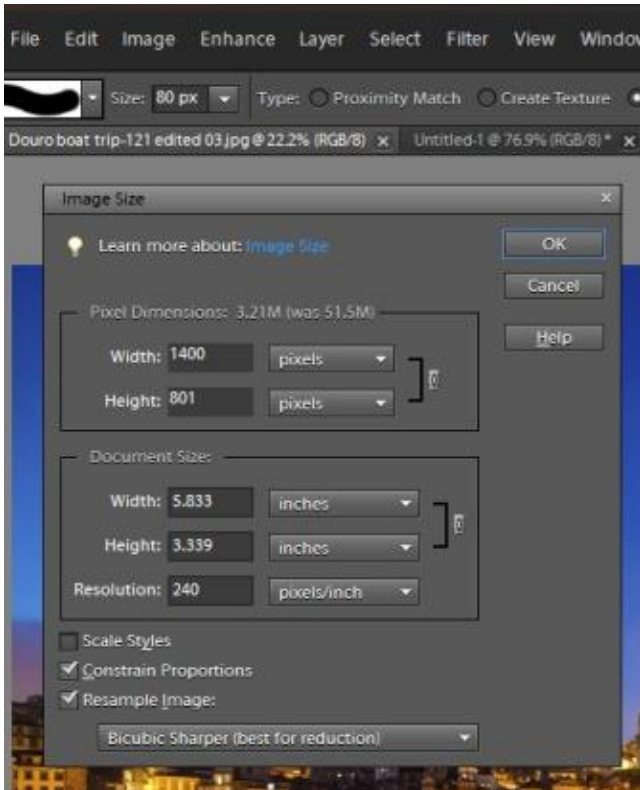 File Edit Image Enhance Layer Select Filter View Window
Size: 80 px Type: Proximity Match Create Texture
Douro boat trip-121 edited 03.jpg @ 22.2% (RGB/8) x Untitled-1 @ 76.9% (RGB/8) * x
Image Size x
Learn more about: Image Size
OK
Cancel
Help
Pixel Dimensions: 3.21M (was 51.5M)
Width: 1400 pixels
Height: 801 pixels
Document Size:
Width: 5.833 inches
Height: 3.339 inches
Resolution: 240 pixels/inch
Scale Styles
Constrain Proportions
Resample Image:
Bicubic Sharper (best for reduction)